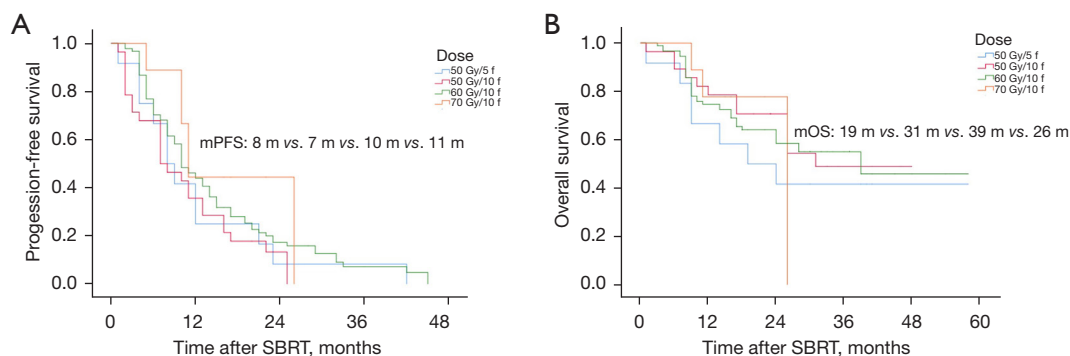 A
Progession-free survival
1.0
0.8
0.6
0.4
0.2
0.0
Dose
50 Gy/5 f
50 Gy/10 f
60 Gy/10 f
70 Gy/10 f
mPFS: 8 m vs. 7 m vs. 10 m vs. 11 m
0 12 24 36 48
Time after SBRT, months
B
Overall survival
1.0
0.8
0.6
0.4
0.2
0.0
Dose
50 Gy/5 f
50 Gy/10 f
60 Gy/10 f
70 Gy/10 f
mOS: 19 m vs. 31 m vs. 39 m vs. 26 m
0 12 24 36 48 60
Time after SBRT, months